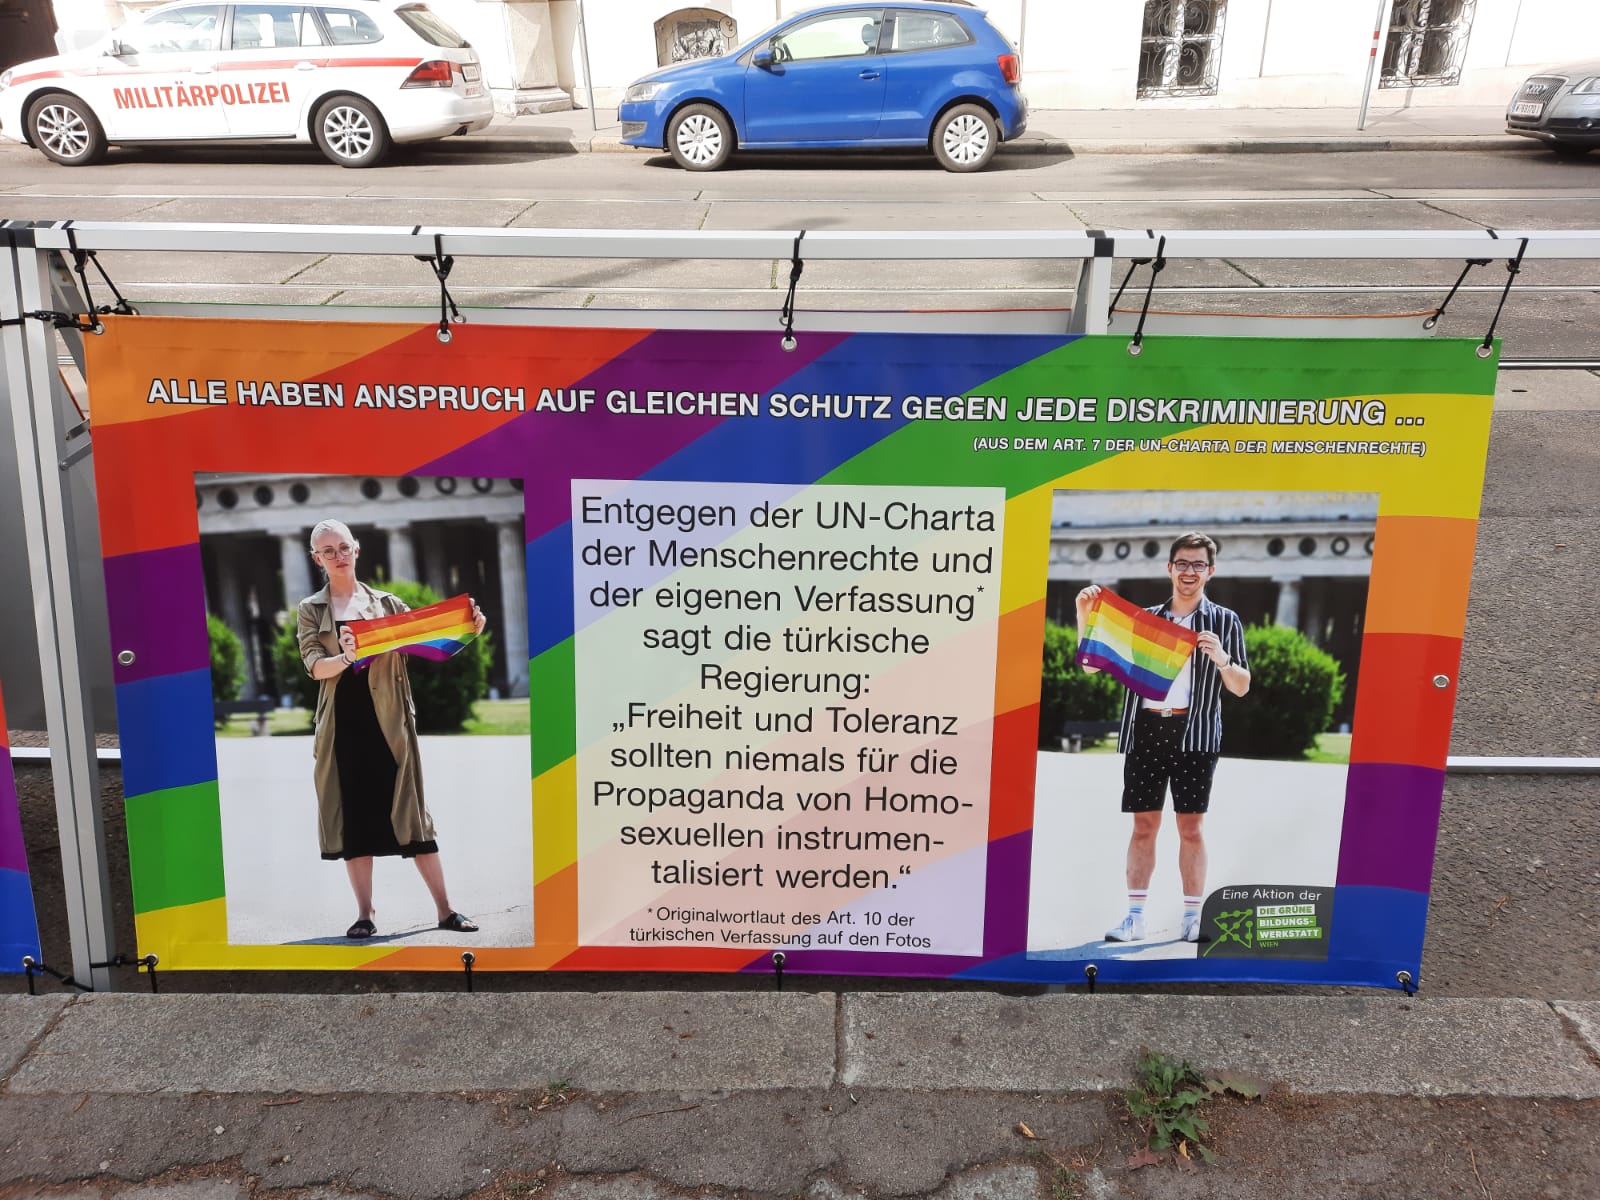 MILITÄRPOLIZEI
ALLE HABEN ANSPRUCH AUF GLEICHEN SCHUTZ GEGEN JEDE DISKRIMINIERUNG ...
(AUS DEM ART. 7 DER UN-CHARTA DER MENSCHENRECHTE)
Entgegen der UN-Charta
der Menschenrechte und
der eigenen Verfassung*
sagt die türkische
Regierung:
„Freiheit und Toleranz
sollten niemals für die
Propaganda von Homo-
sexuellen instrumen-
talisiert werden.“
*Originalwortlaut des Art. 10 der
türkischen Verfassung auf den Fotos
Eine Aktion der
DIE GRÜNE
BILDUNGS-
WERKSTATT
WIEN